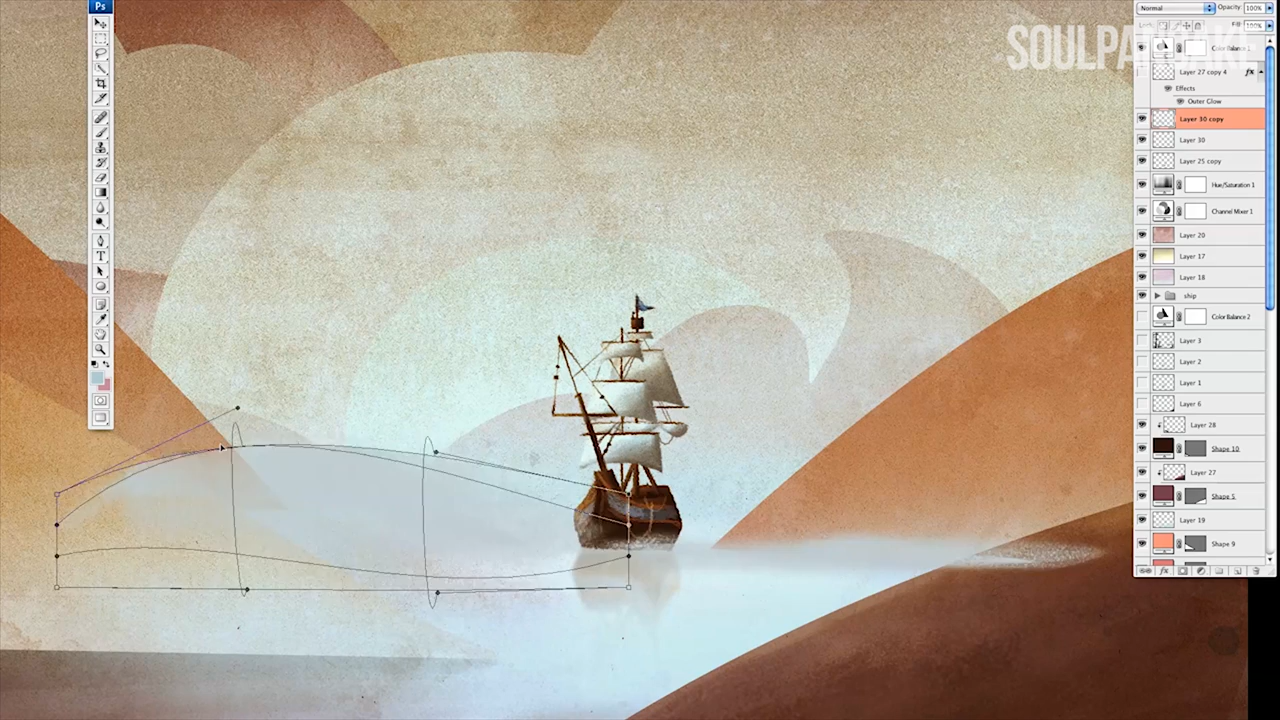 Ps
Normal
Opacity: 100%
Fill: 100%
SOULPANCAKE
Color Balance
Layer 27 copy 4
fx
Effects
Outer Glow
Layer 30 copy
Layer 30
Layer 25 copy
Hue/Saturation 1
Channel Mixer 1
Layer 20
Layer 17
Layer 18
ship
Color Balance 2
Layer 3
Layer 2
Layer 1
Layer 6
Layer 28
Shape 10
Layer 27
Shape 5
Layer 19
Shape 9
T
fx